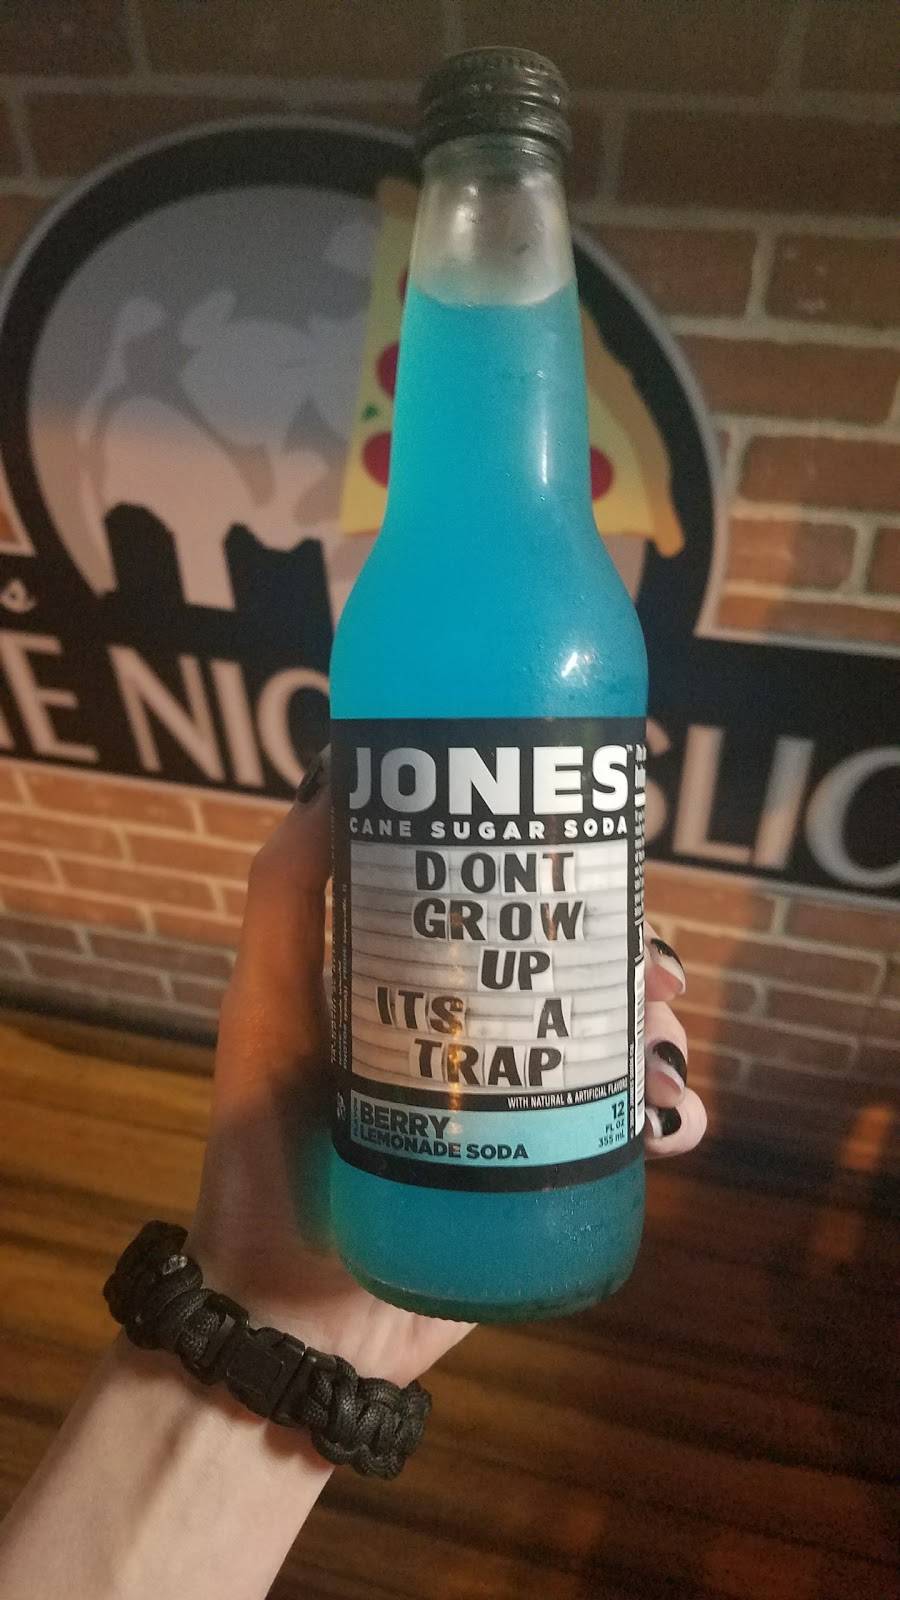 JONES
CANE SUGAR SODA
DONT
GROW
UP
ITS A
TRAP
WITH NATURAL & ARTIFICIAL FLAVORS
BERRY
LEMONADE SODA
12
FL OZ
355 mL